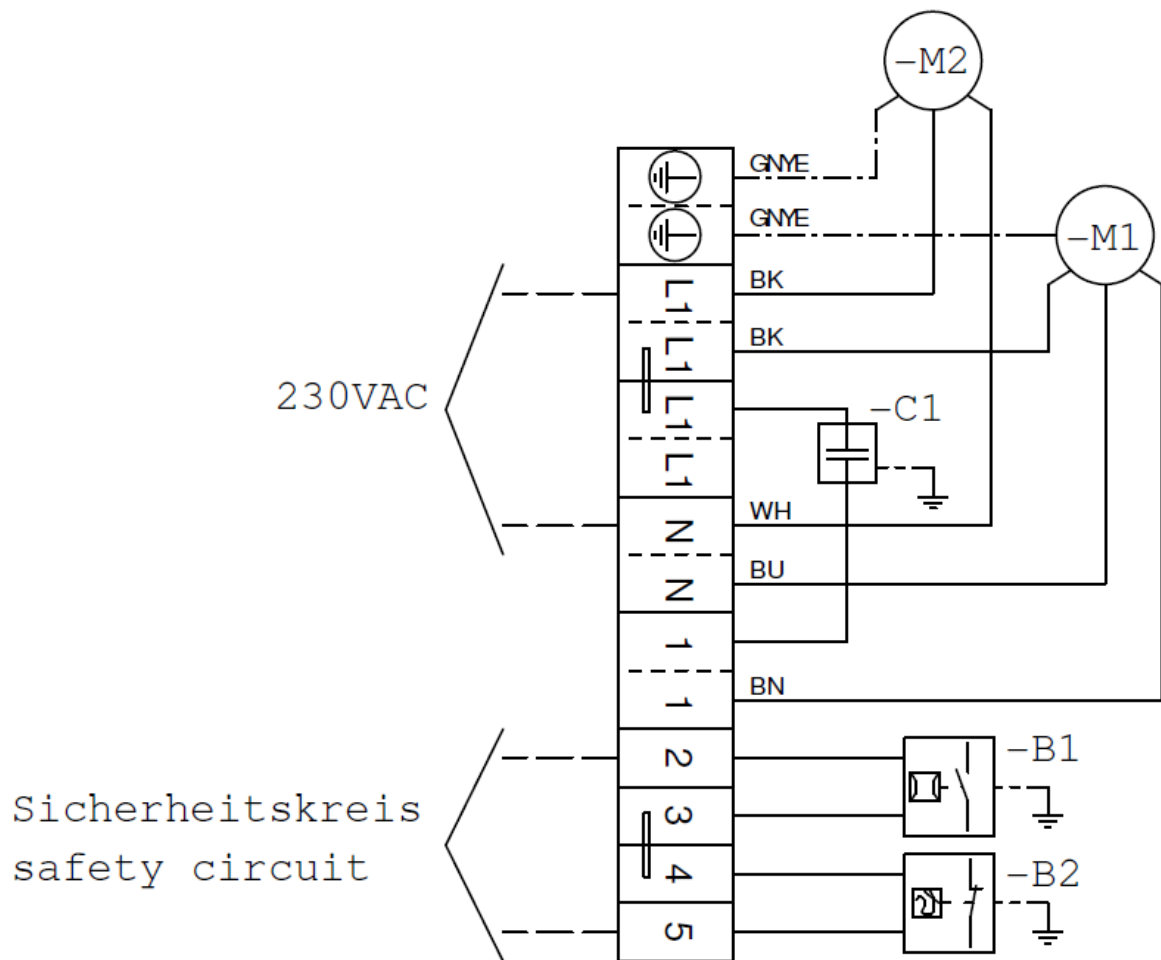 -M2
GNYE
GNYE
-M1
L1
BK
L1
BK
230VAC
L1
-C1
L1
N
WH
N
BU
1
1
BN
2
-B1
Sicherheitskreis
3
safety circuit
4
-B2
5